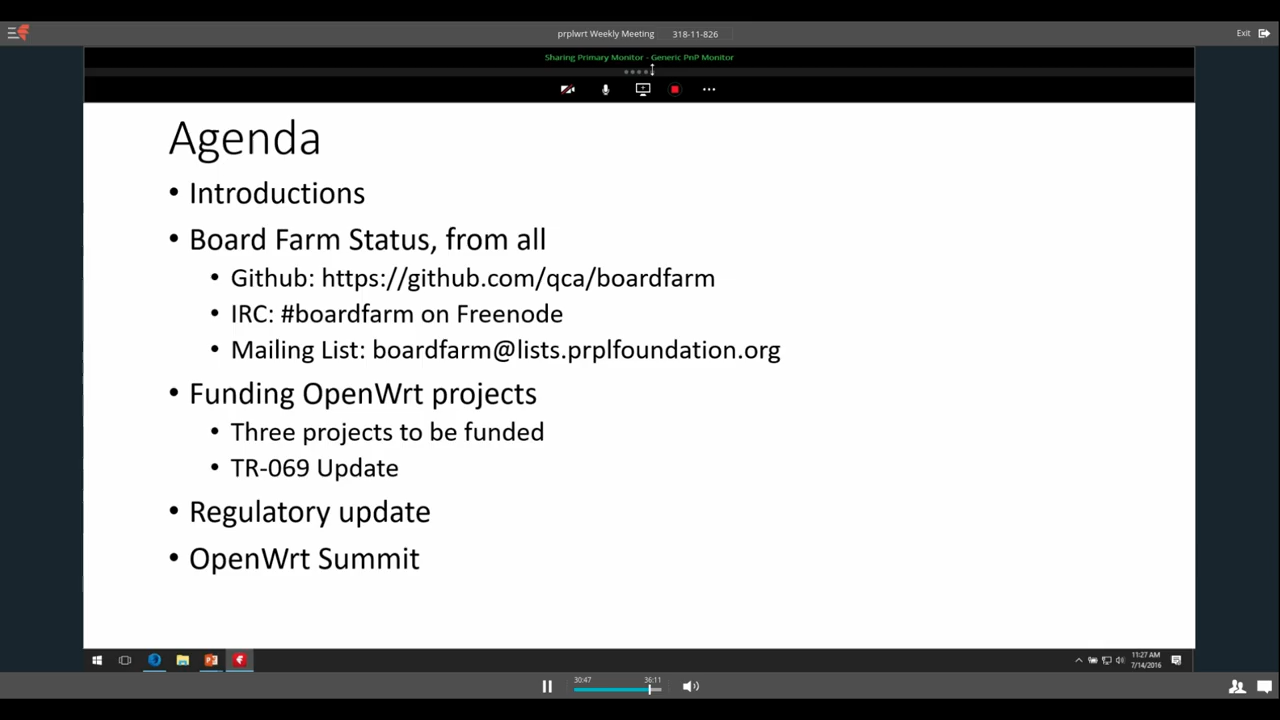 prplwrt Weekly Meeting 318-11-826
Exit
Sharing Primary Monitor - Generic PnP Monitor
Agenda
• Introductions
• Board Farm Status, from all
• Github: https://github.com/qca/boardfarm
• IRC: #boardfarm on Freenode
• Mailing List: boardfarm@lists.prplfoundation.org
• Funding OpenWrt projects
• Three projects to be funded
• TR-069 Update
• Regulatory update
• OpenWrt Summit
11:27 AM
7/14/2016
30:47 36:11